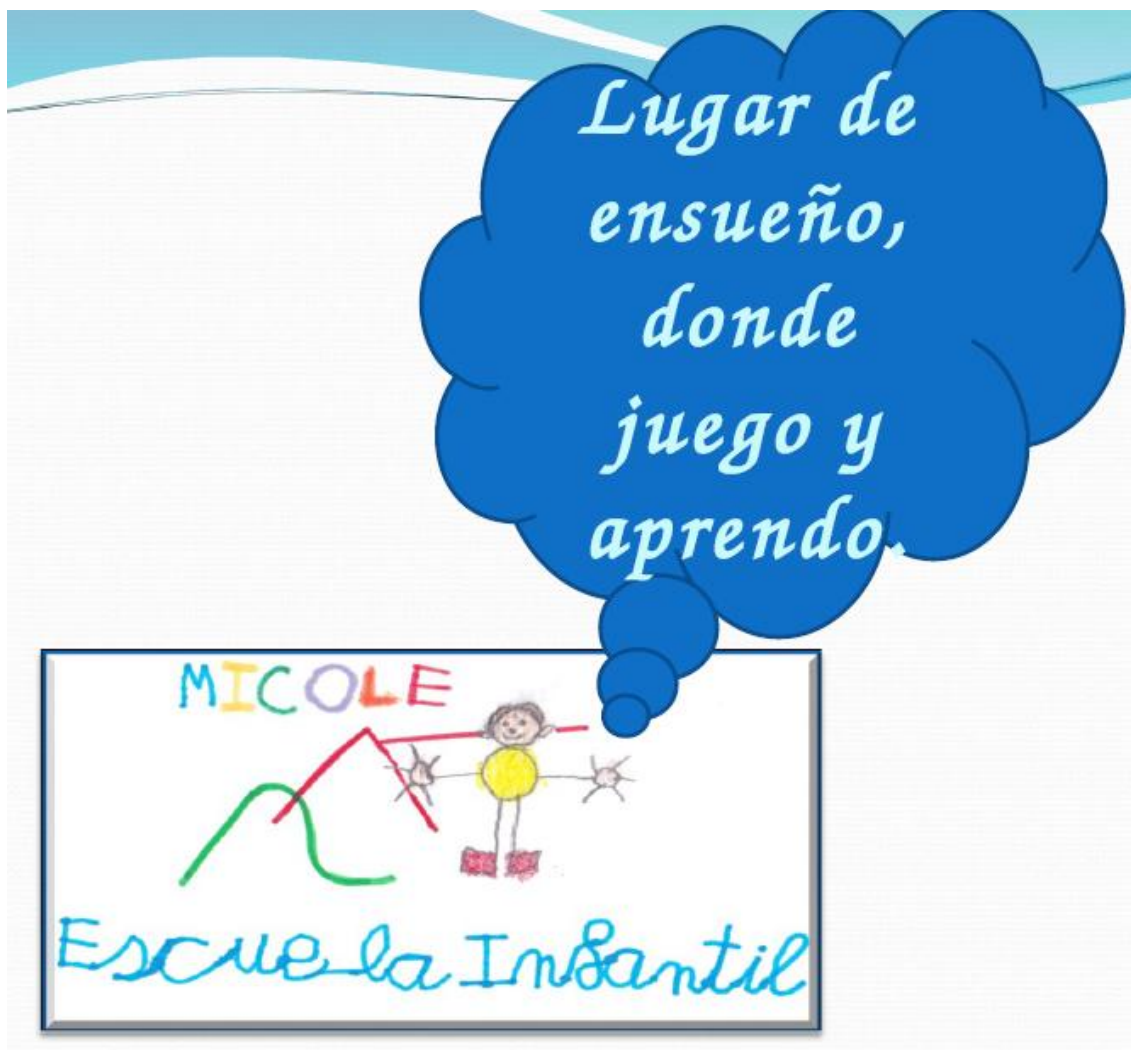 Lugar de
ensueño,
donde
juego y
aprendo.
MICOLE
Escuela Infantil